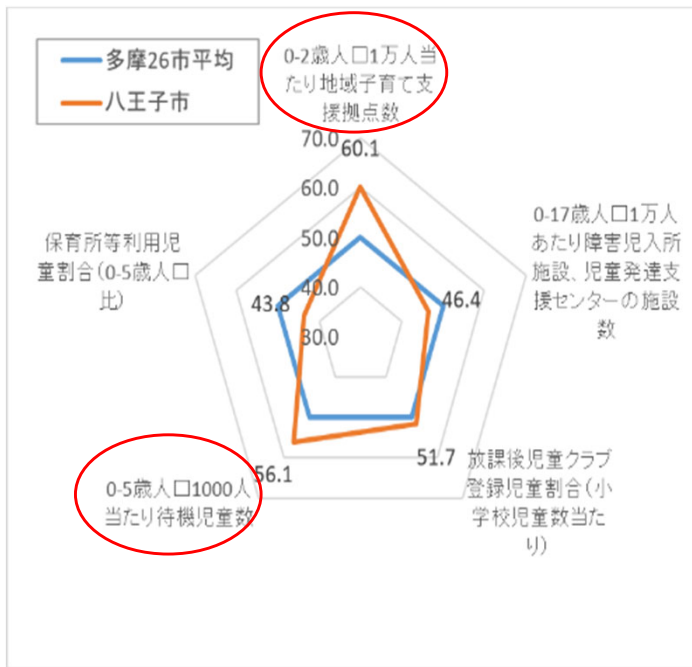 多摩26市平均
八王子市
0-2歳人口1万人当
たり地域子育て支
援拠点数
70.0
60.1
60.0
50.0
40.0
30.0
0-17歳人口1万人
あたり障害児入所
施設、児童発達支
援センターの施設
数
46.4
放課後児童クラブ
登録児童割合(小
学校児童数当た
り)
51.7
0-5歳人口1000人
当たり待機児童数
56.1
保育所等利用児
童割合(0-5歳人口
比)
43.8